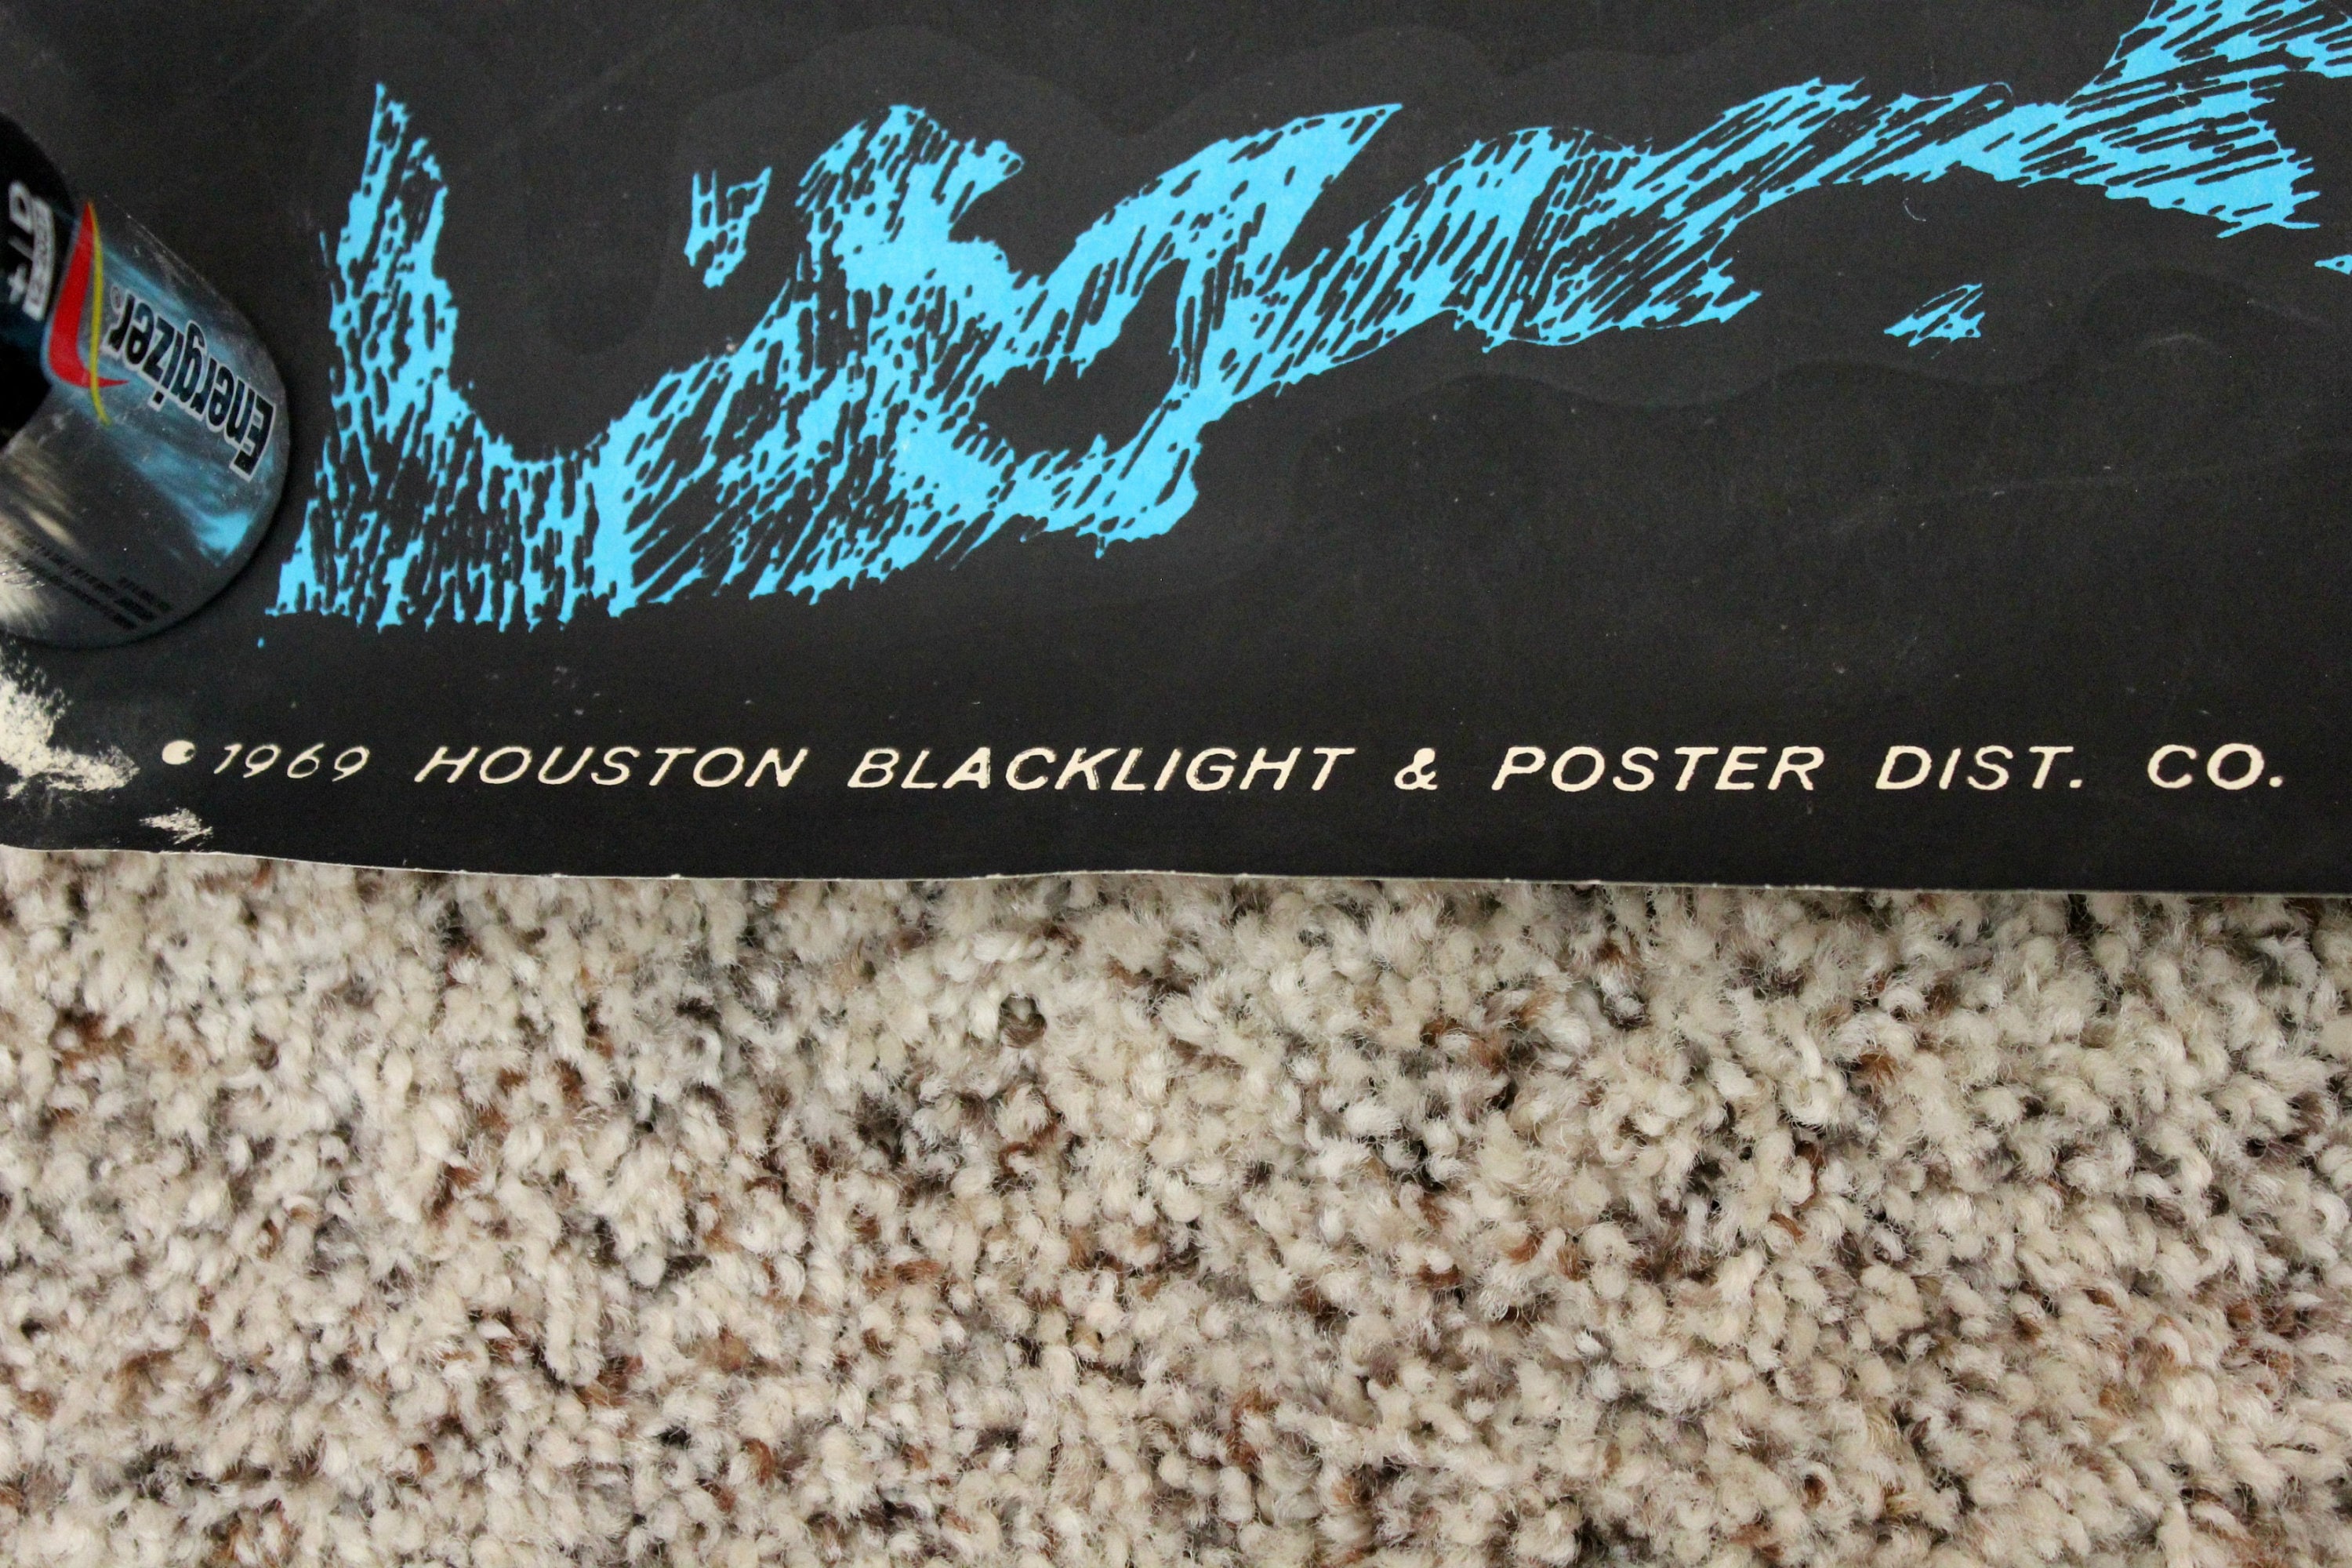 Energizer
©1969 HOUSTON BLACKLIGHT & POSTER DIST. CO.